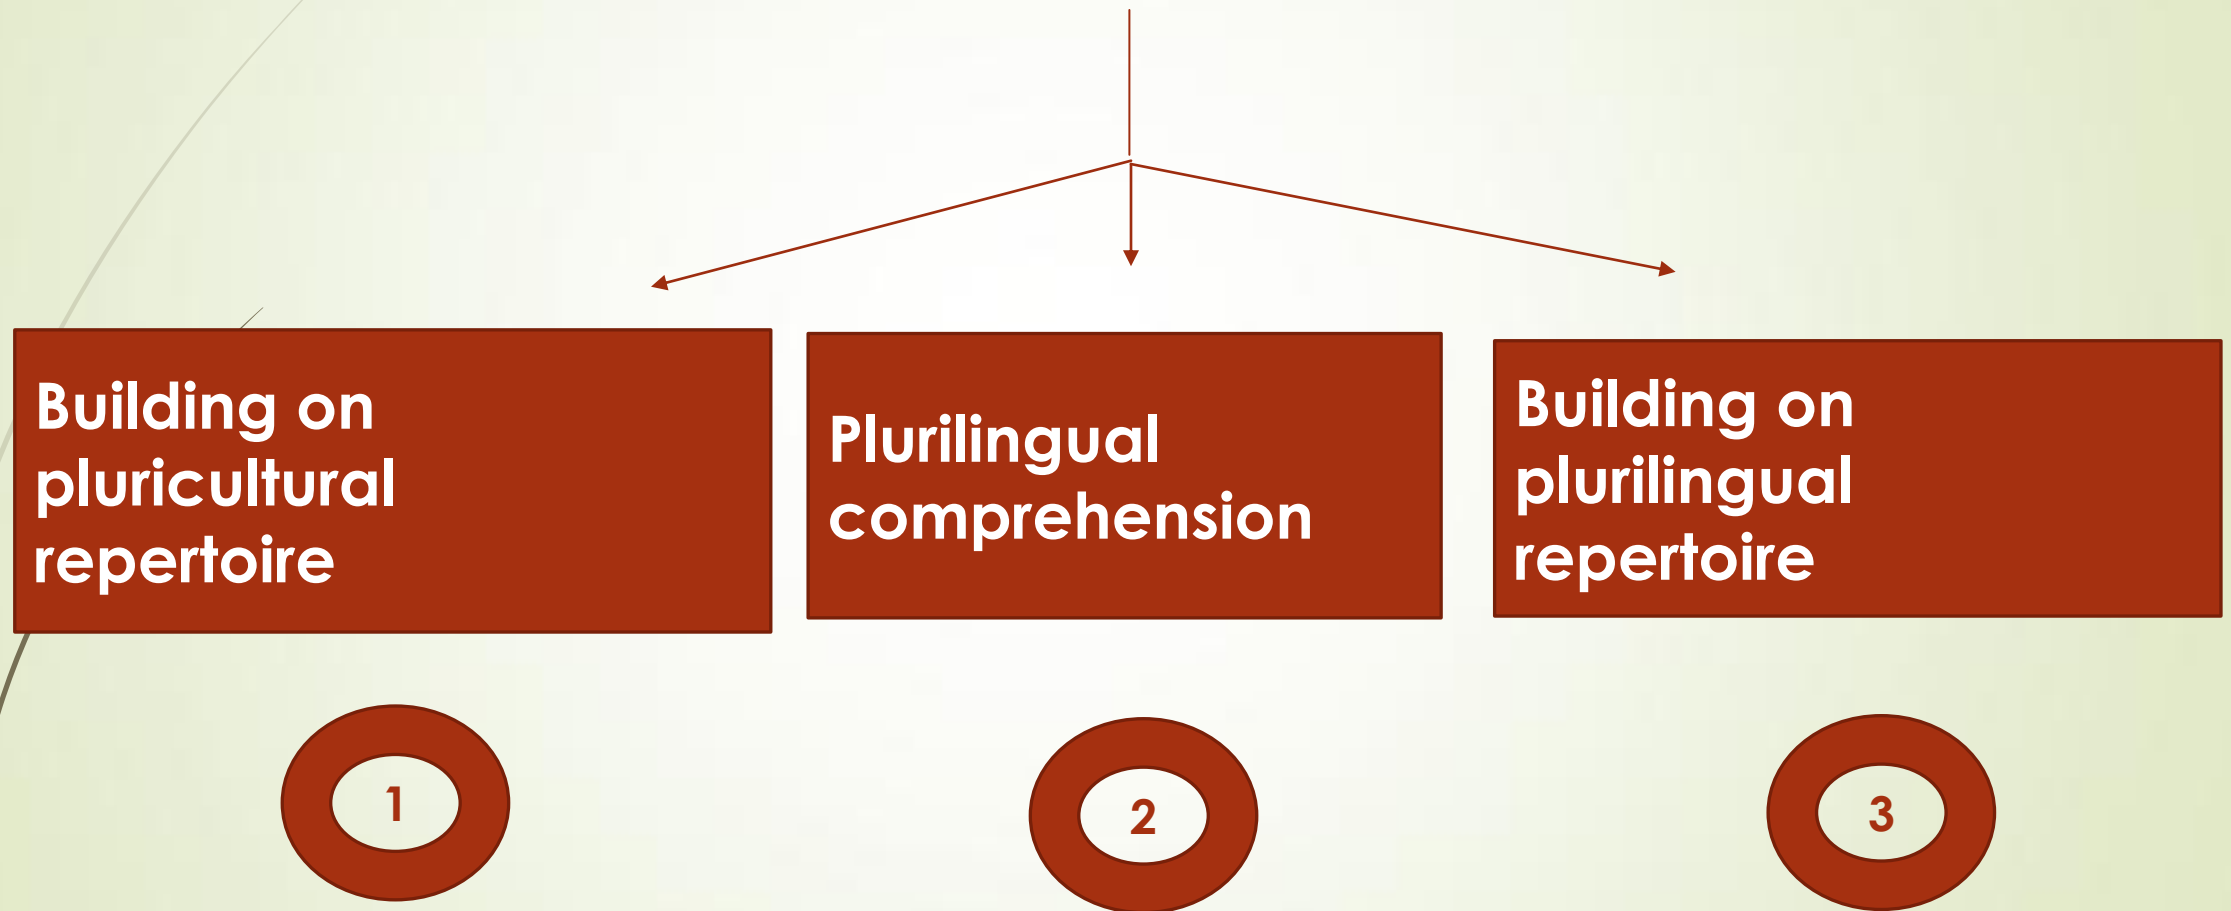 Building on
pluricultural
repertoire
Plurilingual
comprehension
Building on
plurilingual
repertoire
1
2
3